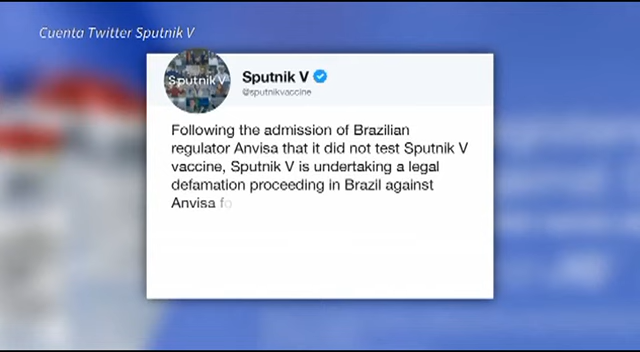 Cuenta Twitter Sputnik V
Sputnik V
Sputnik V
@sputnikvaccine
Following the admission of Brazilian
regulator Anvisa that it did not test Sputnik V
vaccine, Sputnik V is undertaking a legal
defamation proceeding in Brazil against
Anvisa fo